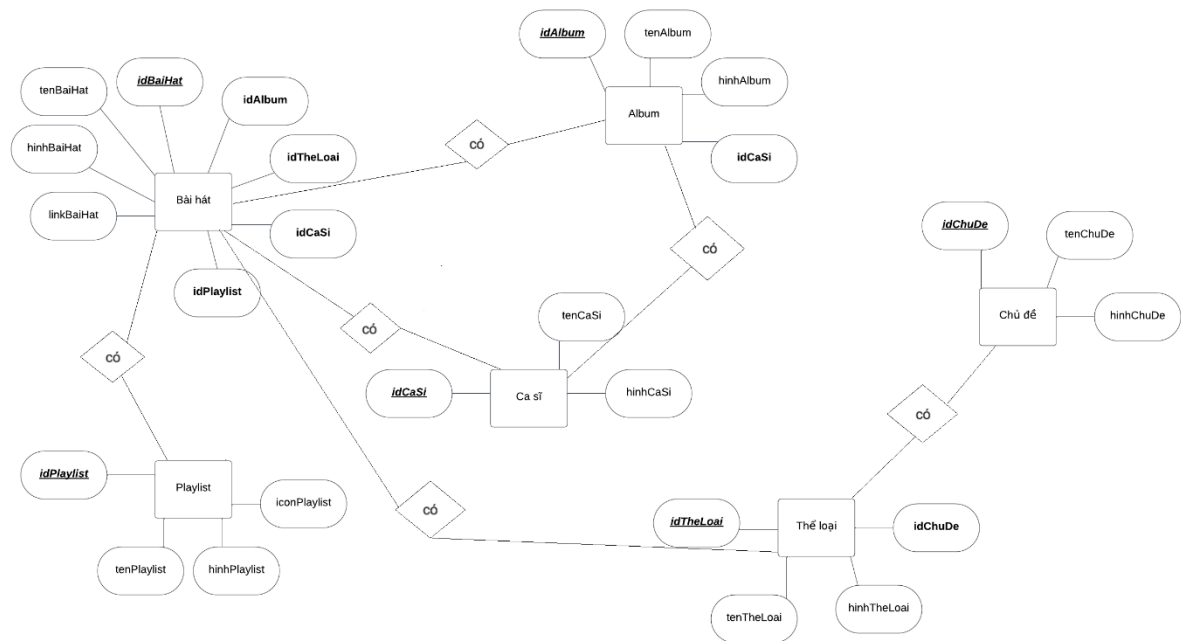 idAlbum
tenAlbum
hinhAlbum
Album
idCaSi
tenBaiHat
idBaiHat
idAlbum
hinhBaiHat
idTheLoai
Bài hát
linkBaiHat
idCaSi
idPlaylist
có
có
có
có
có
có
idChuDe
tenChuDe
Chủ đề
hinhChuDe
tenCaSi
idCaSi
Ca sĩ
hinhCaSi
idPlaylist
Playlist
iconPlaylist
tenPlaylist
hinhPlaylist
idTheLoai
Thể loại
idChuDe
tenTheLoai
hinhTheLoai